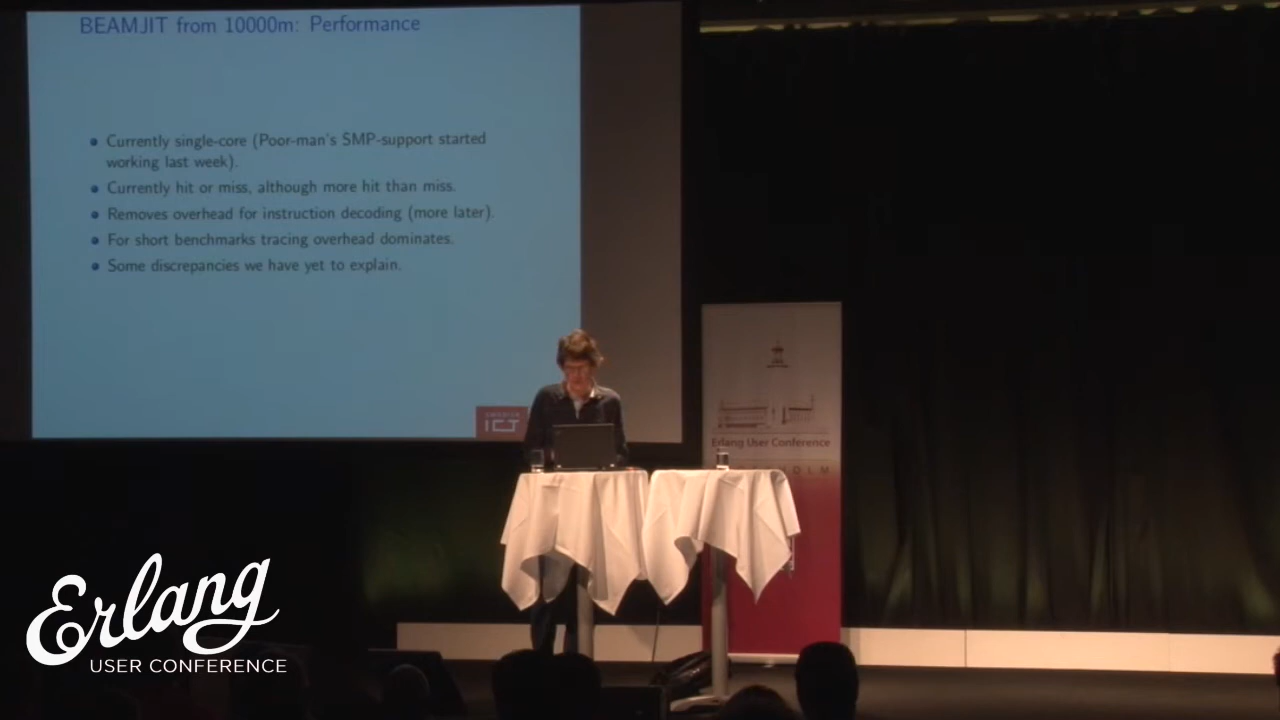 BEAMJIT from 10000m: Performance
Currently single-core (Poor-man's SMP-support started
working last week).
Currently hit or miss, although more hit than miss.
Removes overhead for instruction decoding (more later).
For short benchmarks tracing overhead dominates.
Some discrepancies we have yet to explain.
SWEDISH
ICT
Erlang User Conference
Erlang
USER CONFERENCE